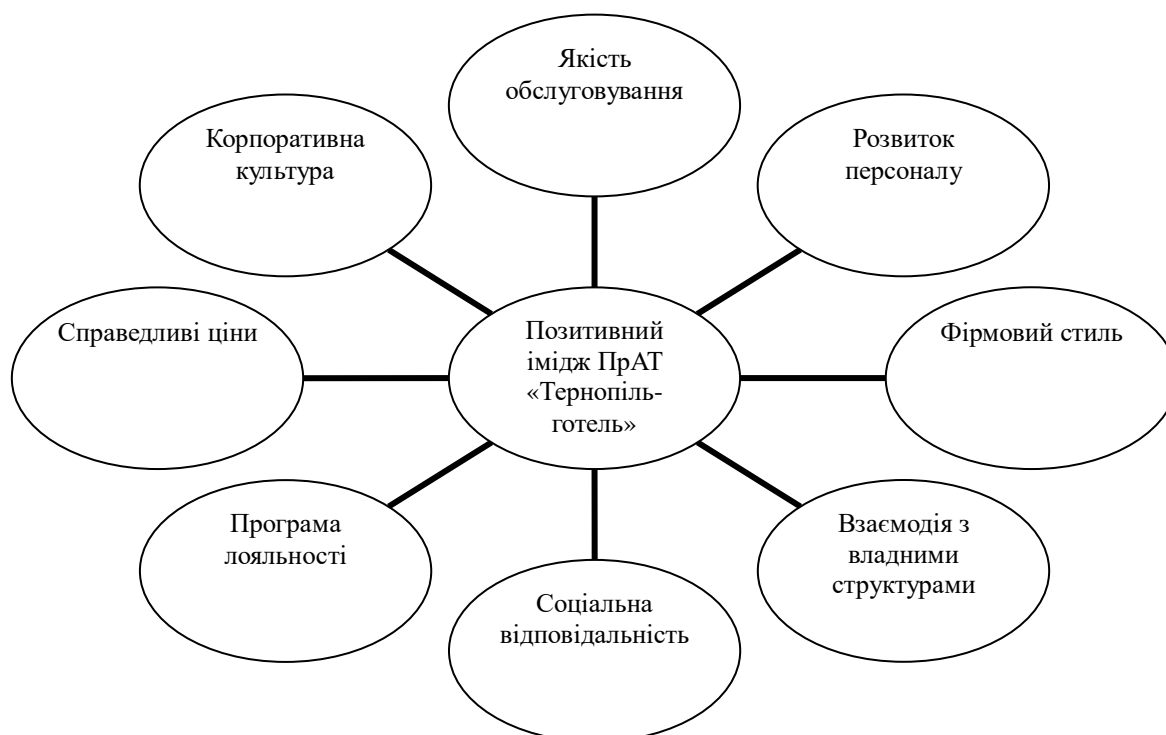 Якість
обслуговування
Корпоративна
культура
Розвиток
персоналу
Справедливі ціни
Позитивний
імідж ПрАТ
«Тернопіль-
готель»
Фірмовий стиль
Програма
лояльності
Взаємодія з
владними
структурами
Соціальна
відповідальність